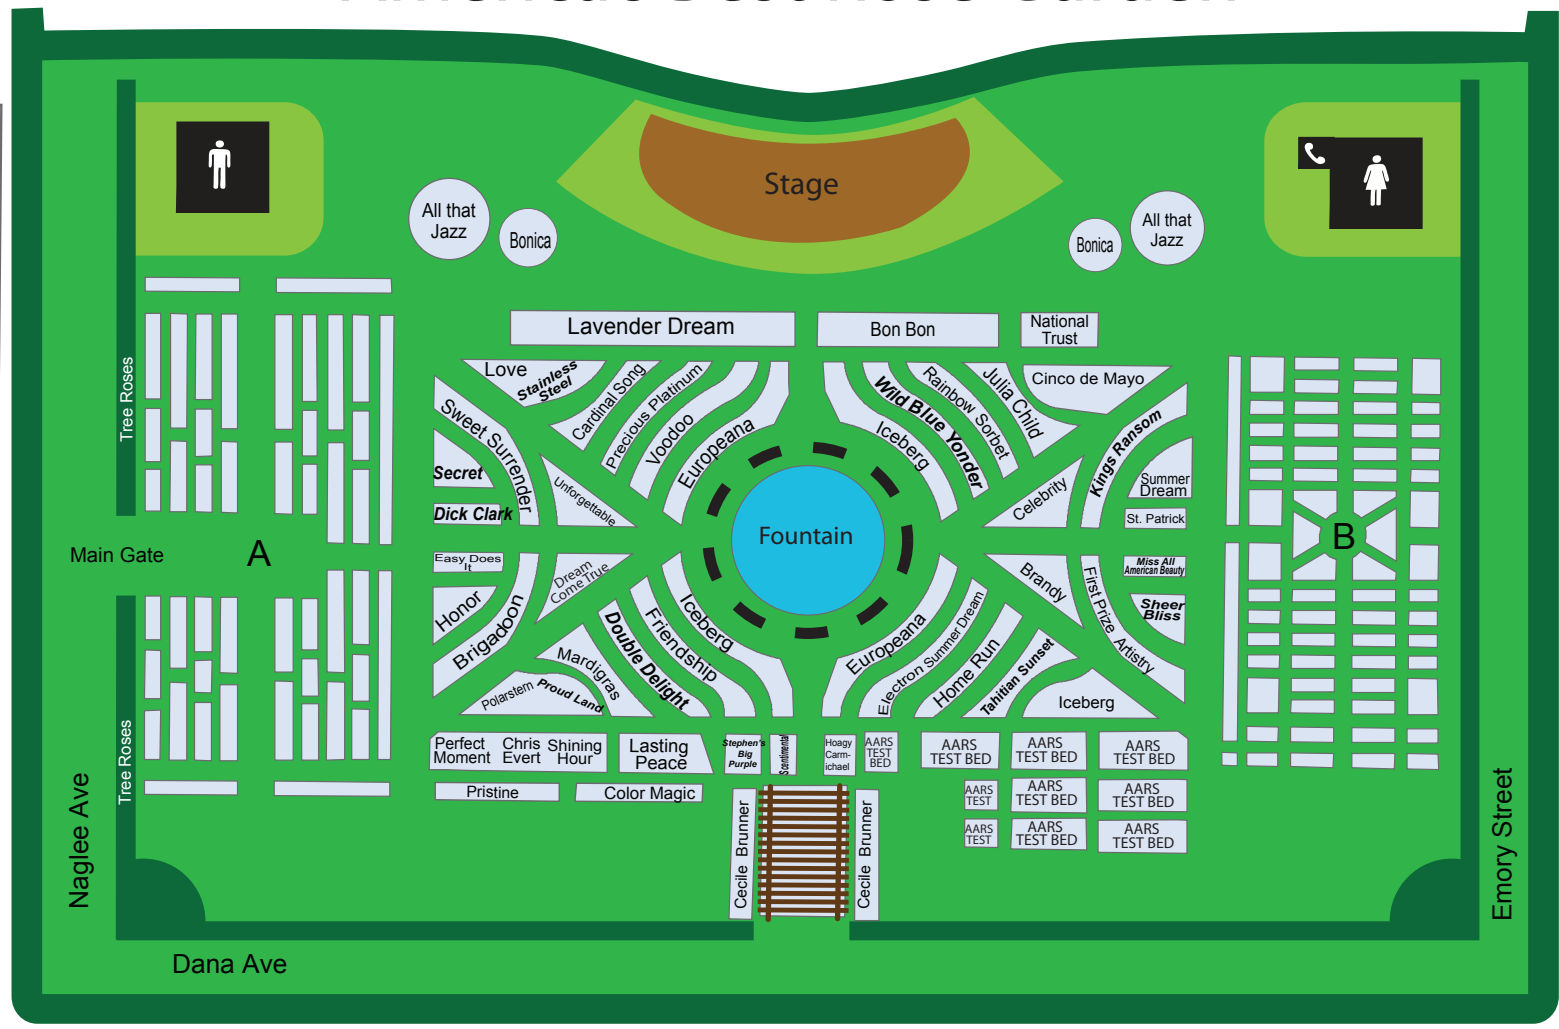 Stage
All that
Jazz
Bonica
Bonica
All that
Jazz
Lavender Dream
Bon Bon
National
Trust
Tree Roses
Love
Stainless
Steel
Cardinal Song
Precious Platinum
Voodoo
Europeana
Iceberg
Wild Blue Yonder
Rainbow Sorbet
Julia Child
Cinco de Mayo
Sweet Surrender
Secret
Dick Clark
Unforgettable
Celebrity
Kings Ransom
Summer
Dream
St. Patrick
Fountain
Main Gate
A
B
Easy Does
It
Honor
Brigadoon
Dream
Come True
Iceberg
Friendship
Double Delight
Mardigras
Polarstern
Proud Land
Europeana
Electron Summer Dream
Home Run
Tahitian Sunset
Iceberg
Brandy
First Prize Artistry
Miss All
American Beauty
Sheer
Bliss
Tree Roses
Perfect
Moment
Chris
Evert
Shining
Hour
Lasting
Peace
Stephen's
Big
Purple
Scentimental
Hoagy
Carm-
ichael
AARS
TEST
BED
AARS
TEST BED
AARS
TEST BED
AARS
TEST BED
Pristine
Color Magic
AARS
TEST
AARS
TEST BED
AARS
TEST BED
AARS
TEST
AARS
TEST BED
AARS
TEST BED
Cecile Brunner
Cecile Brunner
Naglee Ave
Emory Street
Dana Ave